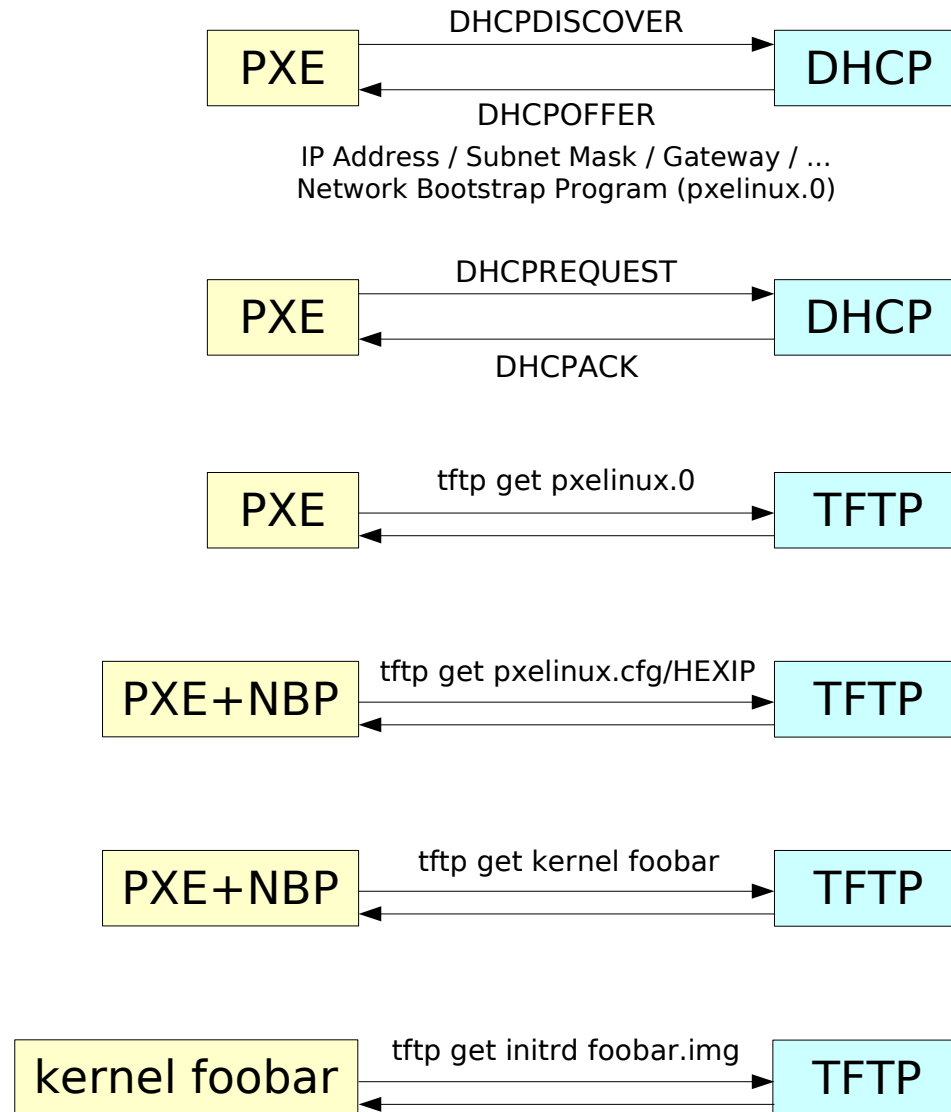 DHCPDISCOVER
PXE
DHCP
DHCPOFFER
IP Address / Subnet Mask / Gateway / ...
Network Bootstrap Program (pxelinux.0)
DHCPREQUEST
PXE
DHCP
DHCPACK
tftp get pxelinux.0
PXE
TFTP
tftp get pxelinux.cfg/HEXIP
PXE+NBP
TFTP
tftp get kernel foobar
PXE+NBP
TFTP
tftp get initrd foobar.img
kernel foobar
TFTP